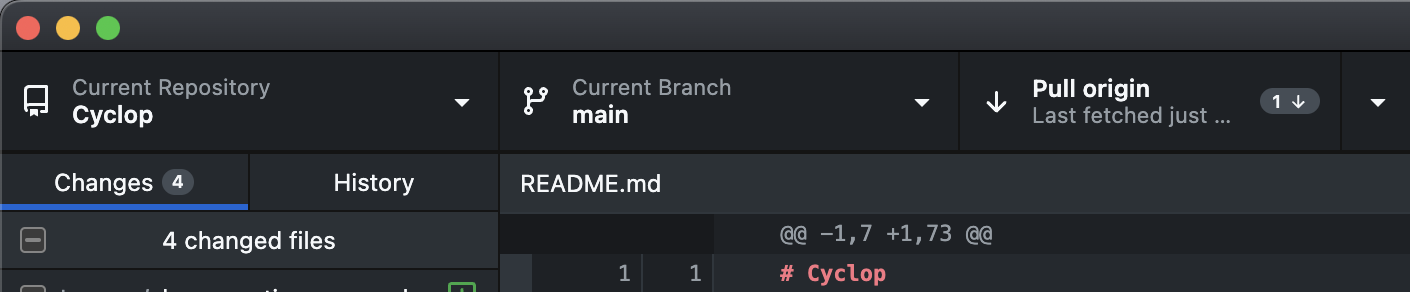 Current Repository
Cyclop
Current Branch
main
Pull origin
Last fetched just ...
1
Changes 4
History
README.md
4 changed files
@@ -1,7 +1,73 @@
1 1 # Cyclop